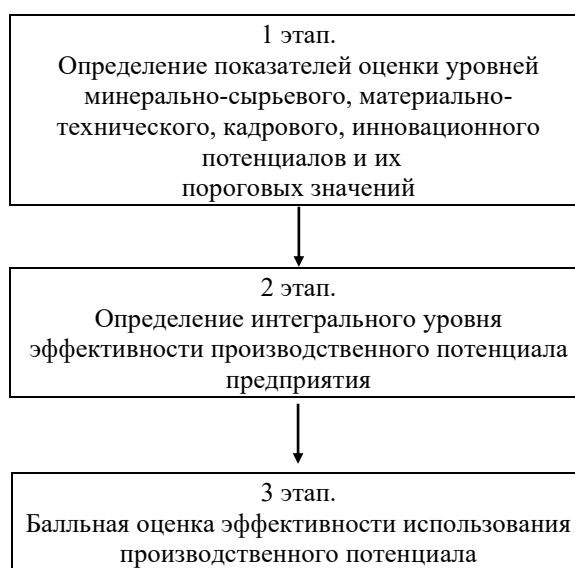 1 этап.
Определение показателей оценки уровней
минерально-сырьевого, материально-
технического, кадрового, инновационного
потенциалов и их
пороговых значений
2 этап.
Определение интегрального уровня
эффективности производственного потенциала
предприятия
3 этап.
Балльная оценка эффективности использования
производственного потенциала